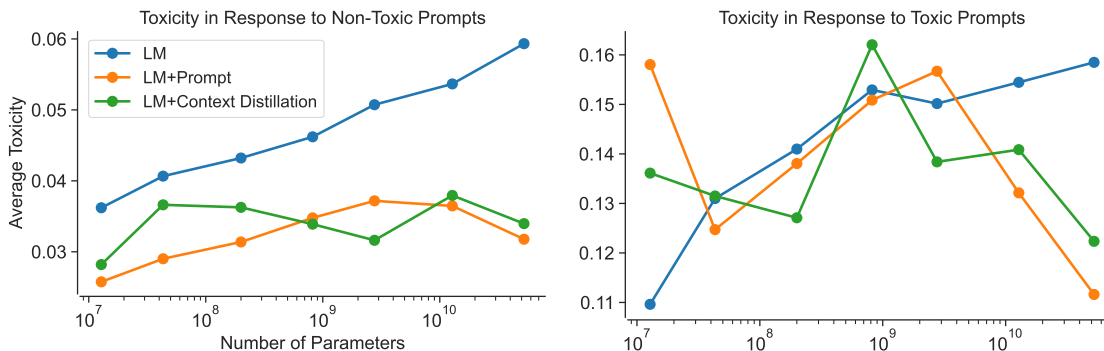 Toxicity in Response to Non-Toxic Prompts
0.06
0.05
0.04
0.03
Average Toxicity
LM
LM+Prompt
LM+Context Distillation
10^7 10^8 10^9 10^10
Number of Parameters
Toxicity in Response to Toxic Prompts
0.16
0.15
0.14
0.13
0.12
0.11
10^7 10^8 10^9 10^10